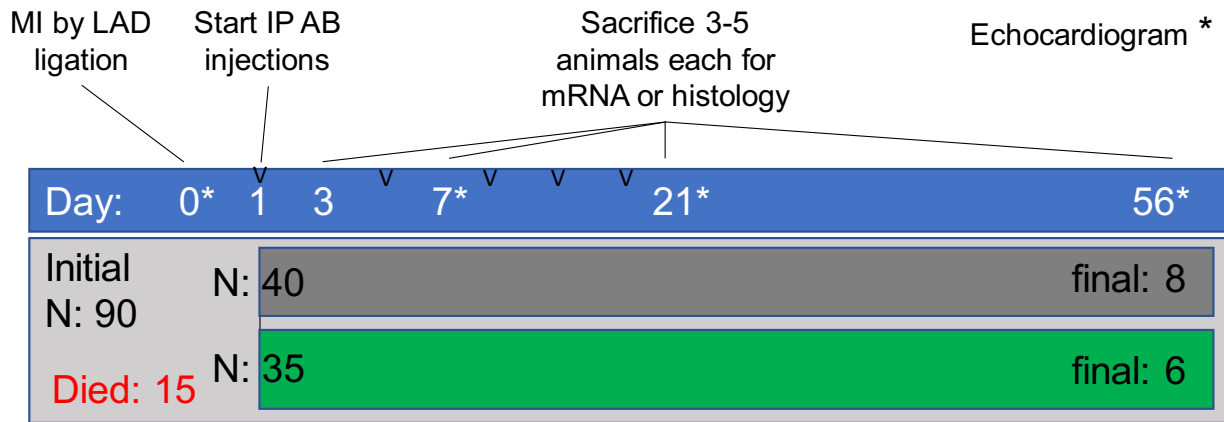 MI by LAD
ligation
Start IP AB
injections
Sacrifice 3-5
animals each for
mRNA or histology
Echocardiogram *
v v v v v
Day: 0* 1 3 7* 21* 56*
Initial
N: 90
Died: 15
N: 40 final: 8
N: 35 final: 6